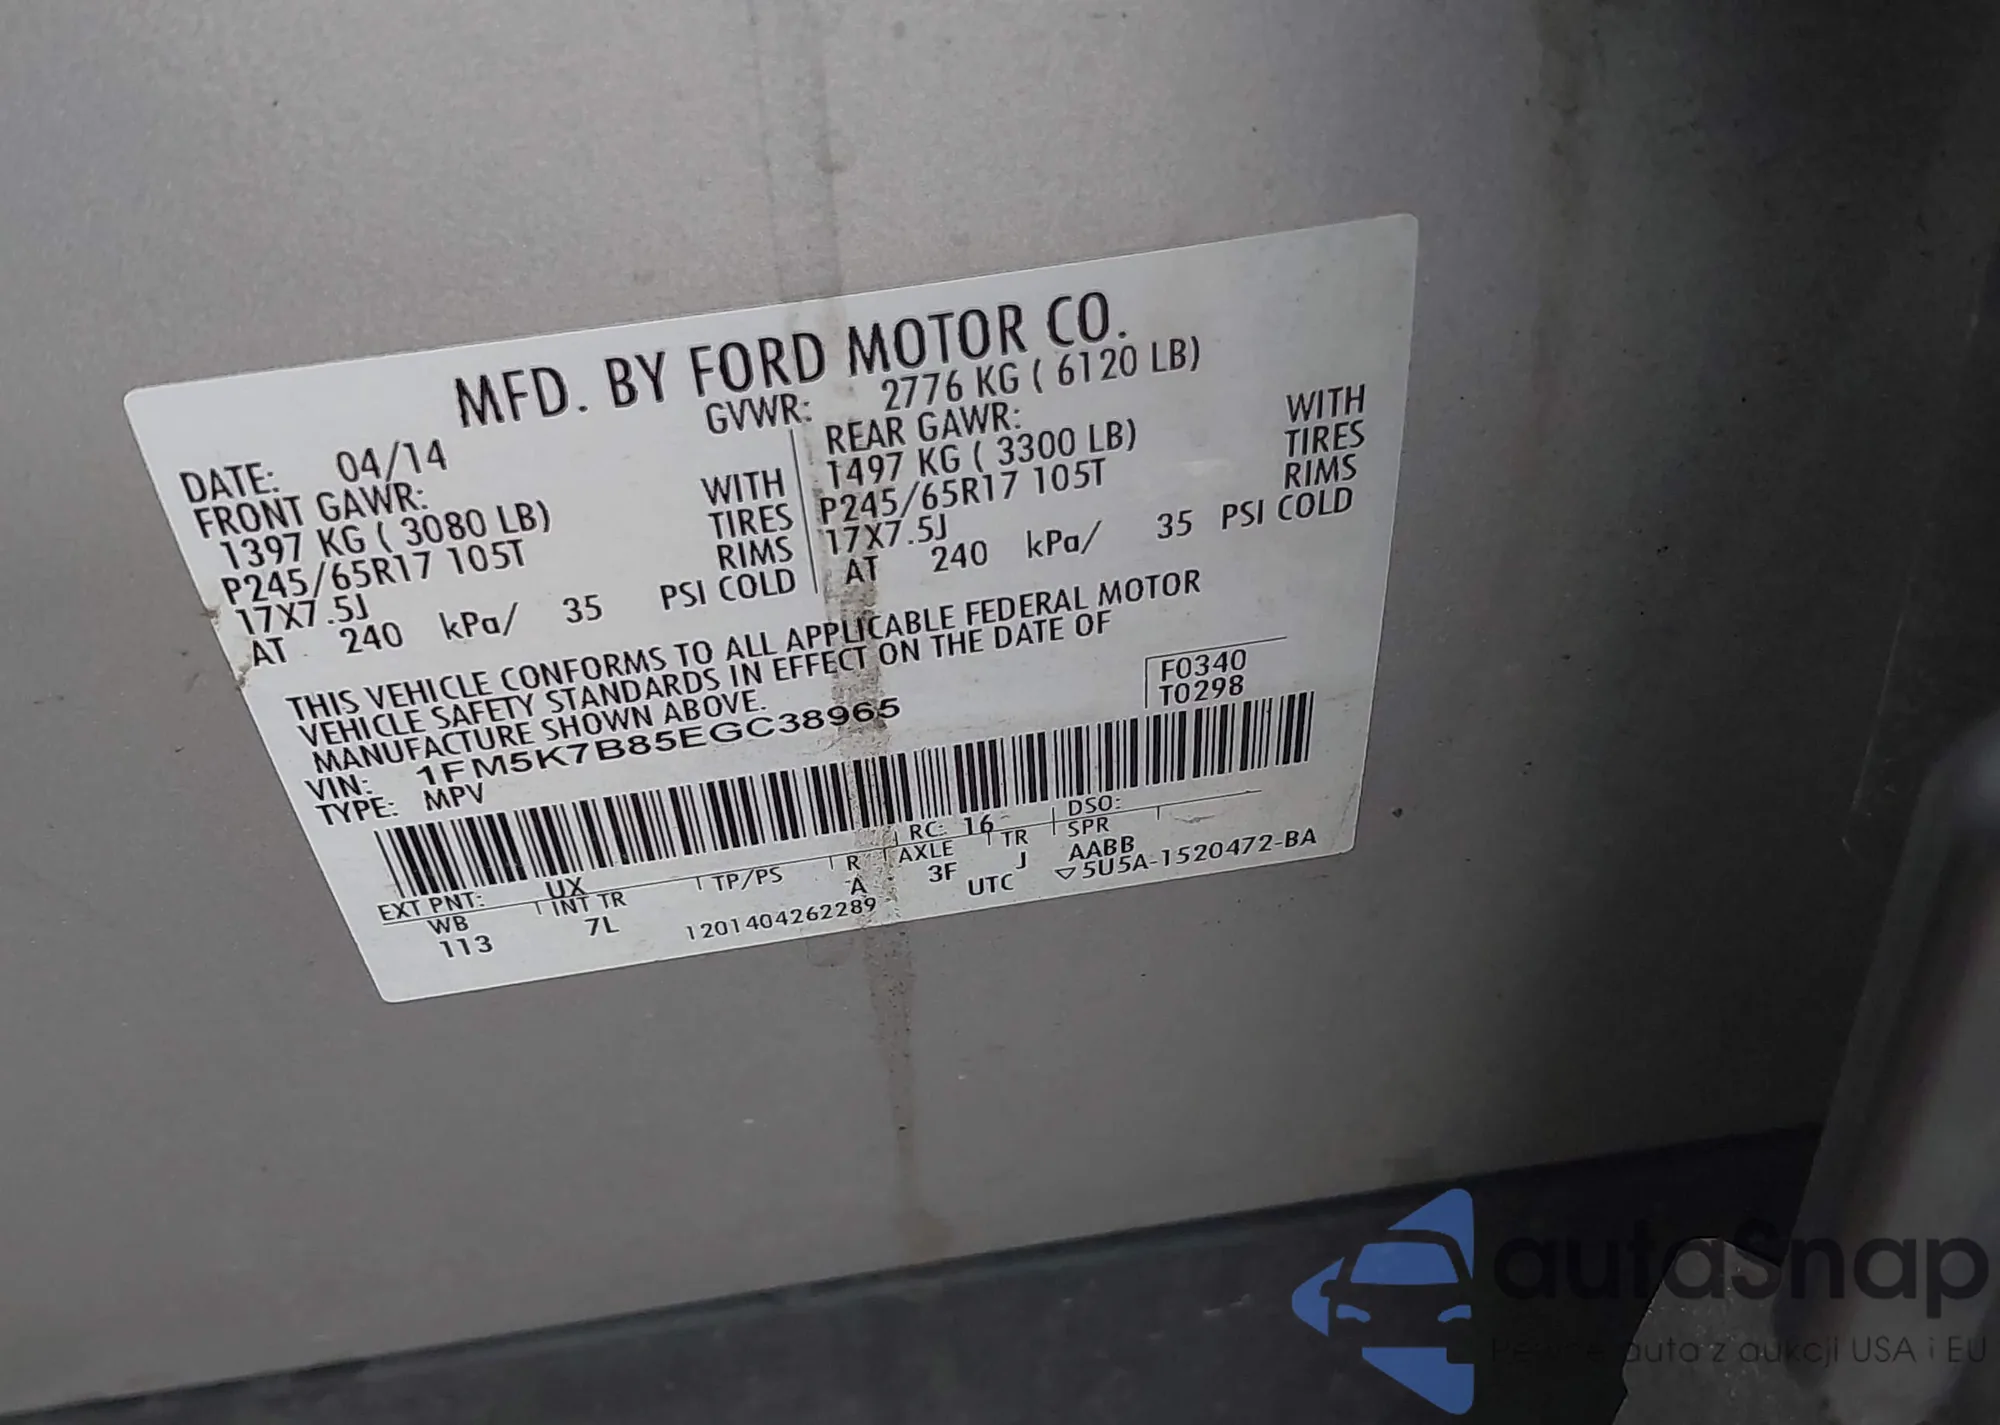 MFD. BY FORD MOTOR CO.
DATE: 04/14 GVWR: 2776 KG ( 6120 LB)
FRONT GAWR: REAR GAWR:
1397 KG ( 3080 LB) WITH 1497 KG ( 3300 LB) WITH
P245/65R17 105T TIRES P245/65R17 105T TIRES
17X7.5J RIMS 17X7.5J RIMS
AT 240 kPa/ 35 PSI COLD AT 240 kPa/ 35 PSI COLD
THIS VEHICLE CONFORMS TO ALL APPLICABLE FEDERAL MOTOR
VEHICLE SAFETY STANDARDS IN EFFECT ON THE DATE OF
MANUFACTURE SHOWN ABOVE.
VIN: 1FM5K7B85EGC38965
TYPE: MPV
F0340
T0298
EXT PNT: UX RC: 16 DSO:
WB INT TR TP/PS R AXLE TR SPR
113 7L A 3F J AABB
1201404262289 UTC ▽5U5A-1520472-BA
autaSnap
auta z aukcji USA i EU